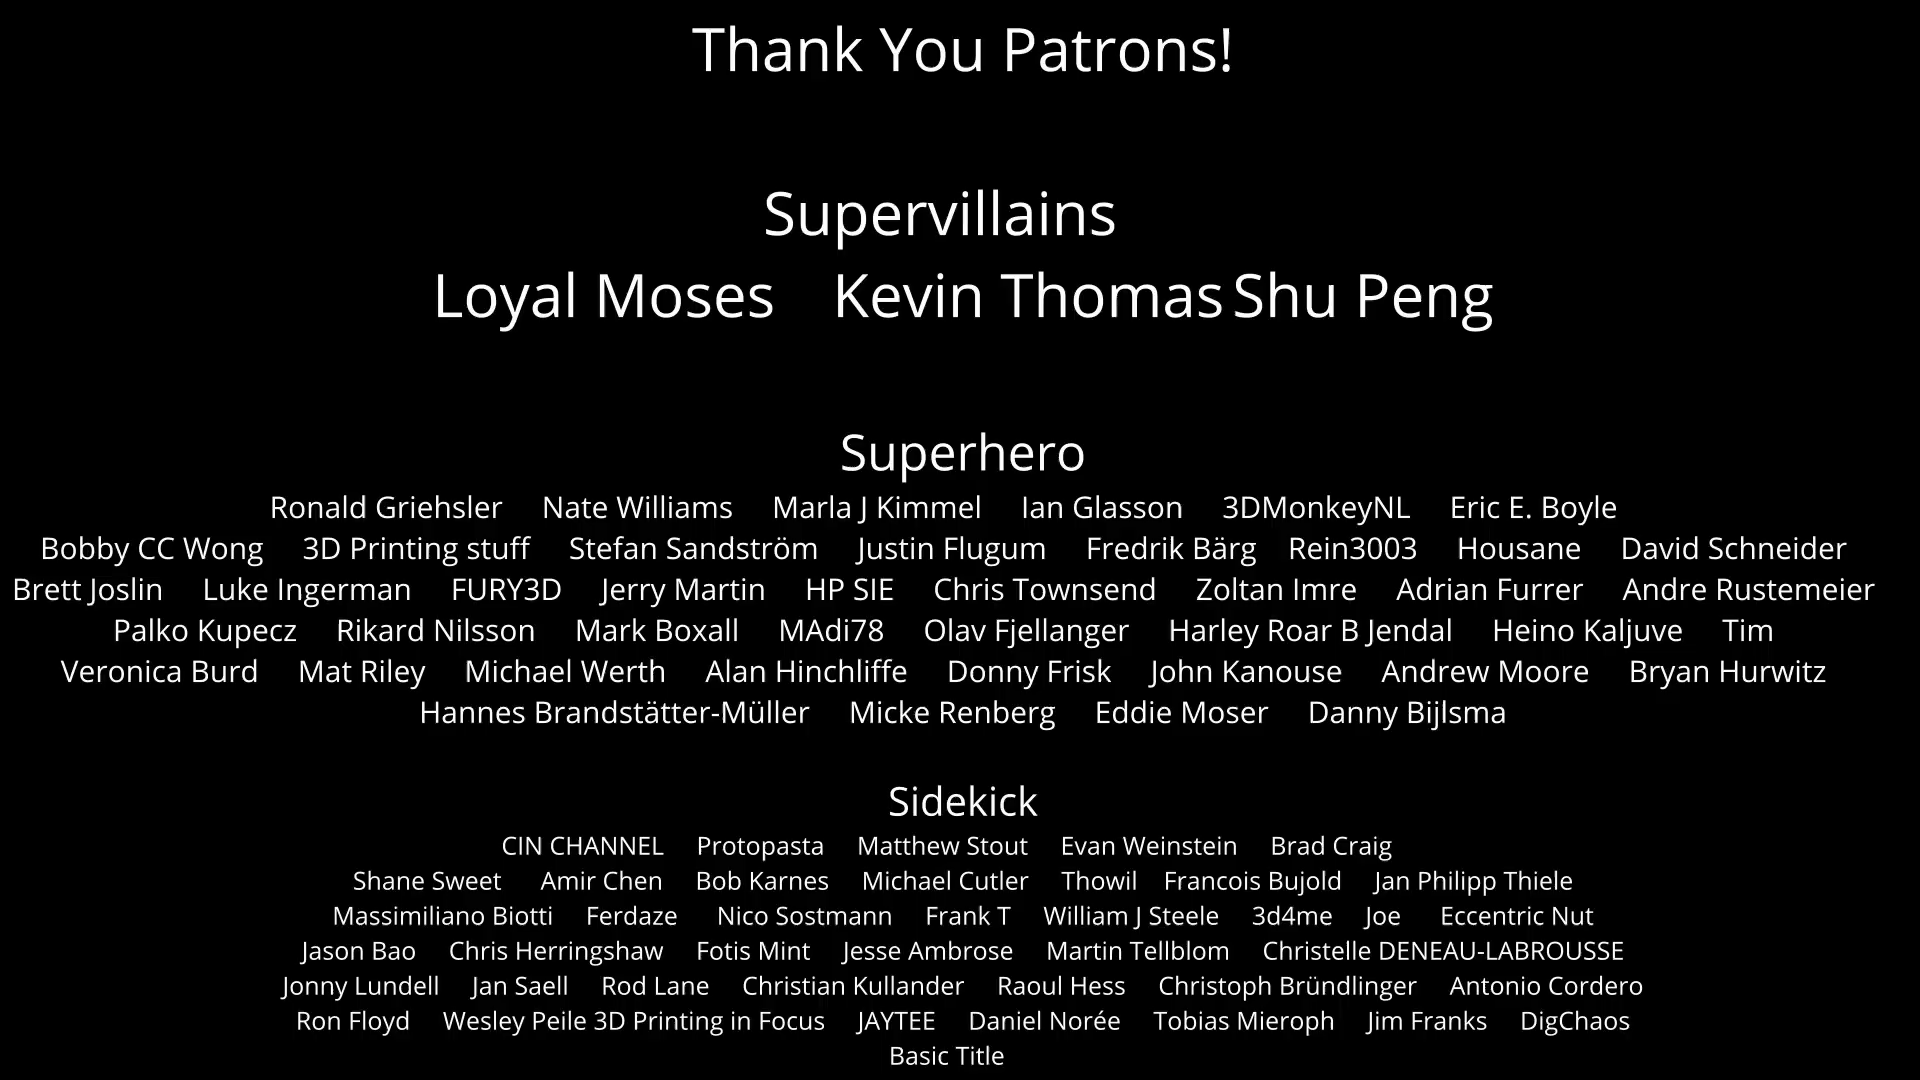 Thank You Patrons!
Supervillains
Loyal Moses Kevin Thomas Shu Peng
Superhero
Ronald Griehsler Nate Williams Marla J Kimmel Ian Glasson 3DMonkeyNL Eric E. Boyle
Bobby CC Wong 3D Printing stuff Stefan Sandström Justin Flugum Fredrik Bärg Rein3003 Housane David Schneider
Brett Joslin Luke Ingerman FURY3D Jerry Martin HP SIE Chris Townsend Zoltan Imre Adrian Furrer Andre Rustemeier
Palko Kupecz Rikard Nilsson Mark Boxall MAdi78 Olav Fjellanger Harley Roar B Jendal Heino Kaljuve Tim
Veronica Burd Mat Riley Michael Werth Alan Hinchliffe Donny Frisk John Kanouse Andrew Moore Bryan Hurwitz
Hannes Brandstätter-Müller Micke Renberg Eddie Moser Danny Bijlsma
Sidekick
CIN CHANNEL Protopasta Matthew Stout Evan Weinstein Brad Craig
Shane Sweet Amir Chen Bob Karnes Michael Cutler Thowil Francois Bujold Jan Philipp Thiele
Massimiliano Biotti Ferdaze Nico Sostmann Frank T William J Steele 3d4me Joe Eccentric Nut
Jason Bao Chris Herringshaw Fotis Mint Jesse Ambrose Martin Tellblom Christelle DENEAU-LABROUSSE
Jonny Lundell Jan Saell Rod Lane Christian Kullander Raoul Hess Christoph Bründlinger Antonio Cordero
Ron Floyd Wesley Peile 3D Printing in Focus JAYTEE Daniel Norée Tobias Mieroph Jim Franks DigChaos
Basic Title